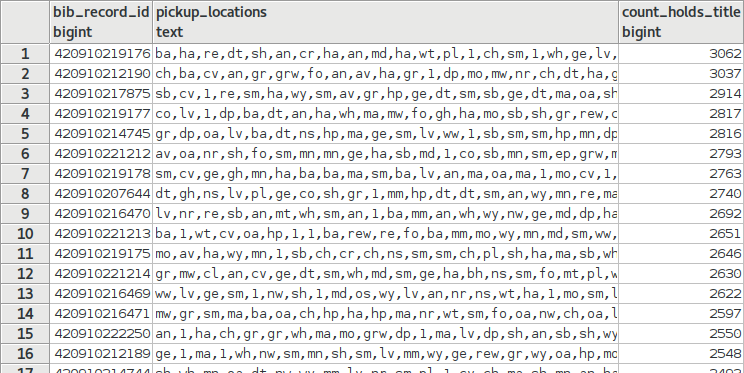 bib_record_id pickup_locations count_holds_title
bigint text bigint
1 420910219176 ba,ha,re,dt,sh,an,cr,ha,an,md,ha,wt,pl,1,ch,sm,1,wh,ge,lv, 3062
2 420910212190 ch,ba,cv,an,gr,grw,fo,an,av,ha,gr,1,dp,mo,mw,nr,ch,dt,ha,g 3037
3 420910217875 sb,cv,1,re,sm,ha,wy,sm,av,gr,hp,ge,dt,sm,sb,ge,dt,ma,oa,sh 2914
4 420910219177 co,lv,1,dp,ba,dt,an,ha,wh,ma,mw,fo,gh,ha,mo,sb,sh,gr,rew,c 2817
5 420910214745 gr,dp,oa,lv,ba,dt,ns,hp,ma,ge,sm,lv,ww,1,sb,sm,sm,hp,mn,dp 2816
6 420910221212 av,oa,nr,sh,fo,sm,mn,mn,ge,ha,sb,md,1,co,sb,mn,sm,ep,grw,m 2793
7 420910219178 sm,cv,ge,gh,mn,ha,ba,ba,ma,sm,ba,lv,an,ma,oa,ma,1,mo,cv,1, 2763
8 420910207644 dt,gh,ns,lv,pl,ge,co,sh,gr,1,mm,hp,dt,dt,sm,an,wy,mn,re,ma 2740
9 420910216470 lv,nr,re,sb,an,mt,wh,sm,an,1,ba,mm,an,wh,wy,nw,ge,md,dp,ha 2692
10 420910221213 ba,1,wt,cv,oa,hp,1,1,ba,rew,re,fo,ba,mm,mo,wy,mn,md,sm,ww, 2651
11 420910219175 mo,av,ha,wy,mn,1,sb,ch,cr,ch,ns,sm,sm,ch,pl,sh,ha,ma,sb,wh 2646
12 420910221214 gr,mw,cl,an,cv,ge,dt,sm,wh,md,sm,ge,ha,bh,ns,sm,fo,mt,pl,w 2630
13 420910216469 ww,lv,ge,sm,1,nw,sh,1,md,os,wy,lv,an,nr,ns,wt,ha,1,mo,sm,l 2622
14 420910216471 mw,gr,sm,ma,ba,oa,ch,hp,ha,hp,ma,nr,wt,sm,fo,oa,nw,ch,oa,l 2597
15 420910222250 an,1,ha,ch,gr,gr,wh,ma,mo,grw,dp,1,ma,lv,dp,sh,an,sb,sh,wy 2550
16 420910212189 ge,1,ma,1,wh,nw,sm,mn,sh,sm,lv,mm,wy,ge,rew,gr,wy,oa,hp,mo 2548